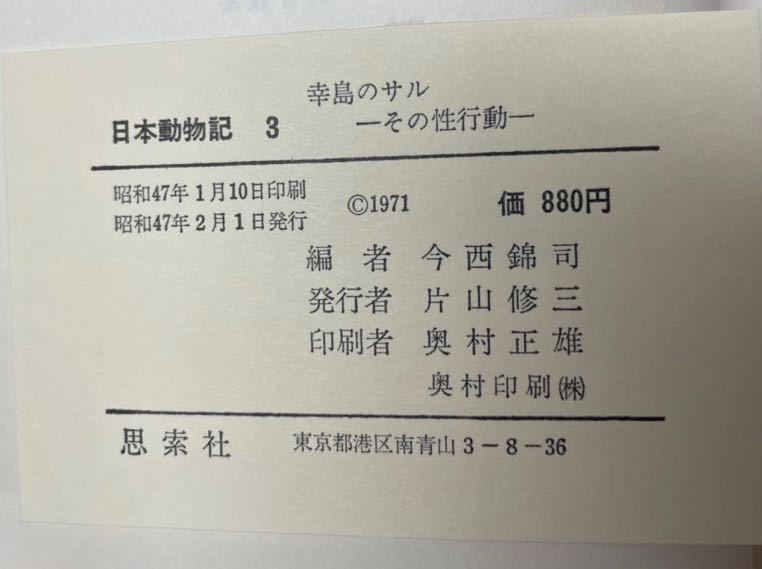 幸島のサル
日本動物記 3 —その性行動—
昭和47年1月10日印刷
昭和47年2月1日発行
©1971 価 880円
編者 今西錦司
発行者 片山修三
印刷者 奥村正雄
奥村印刷㈱
思索社 東京都港区南青山3-8-36